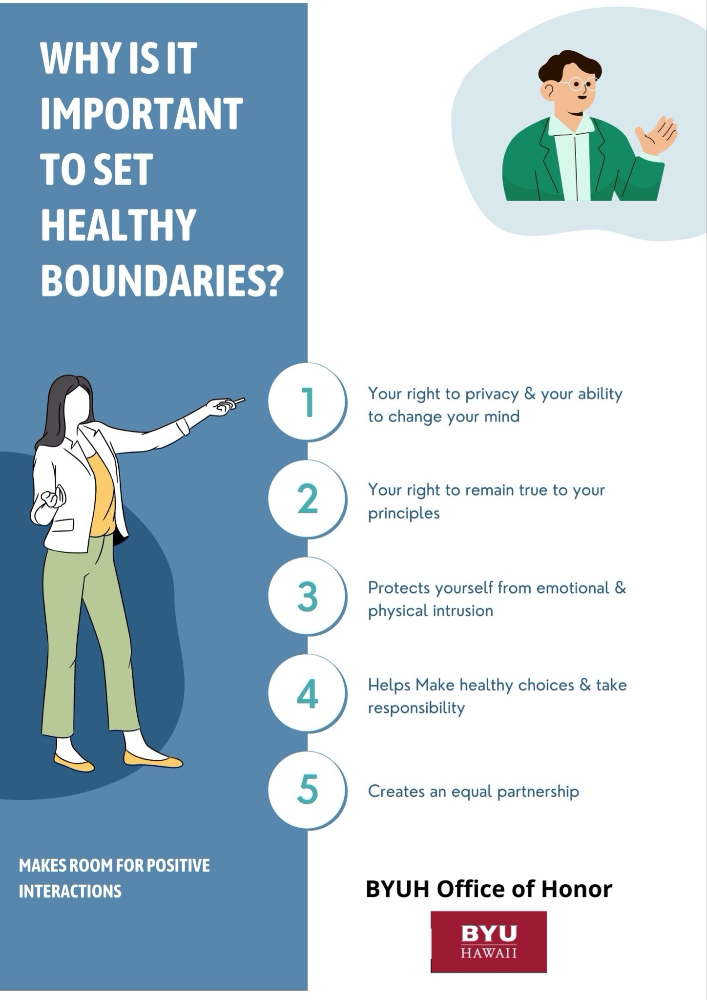 WHY IS IT
IMPORTANT
TO SET
HEALTHY
BOUNDARIES?
1
Your right to privacy & your ability
to change your mind
2
Your right to remain true to your
principles
3
Protects yourself from emotional &
physical intrusion
4
Helps Make healthy choices & take
responsibility
5
Creates an equal partnership
MAKES ROOM FOR POSITIVE
INTERACTIONS
BYUH Office of Honor
BYU
HAWAII